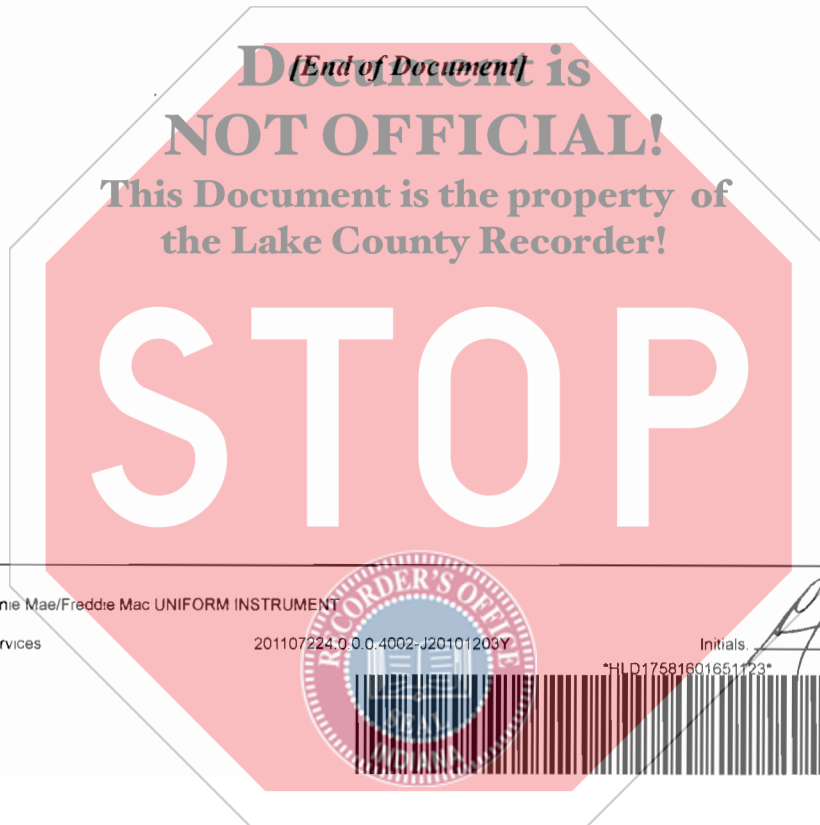 Document is
[End of Document]
NOT OFFICIAL!
This Document is the property of
the Lake County Recorder!
STOP
nie Mae/Freddie Mac UNIFORM INSTRUMENT
rvices 201107224.0.0.0.4002-J20101203Y Initials.
*HLD17581601651123*
RECORDER'S OFFICE
SEAL
INDIANA